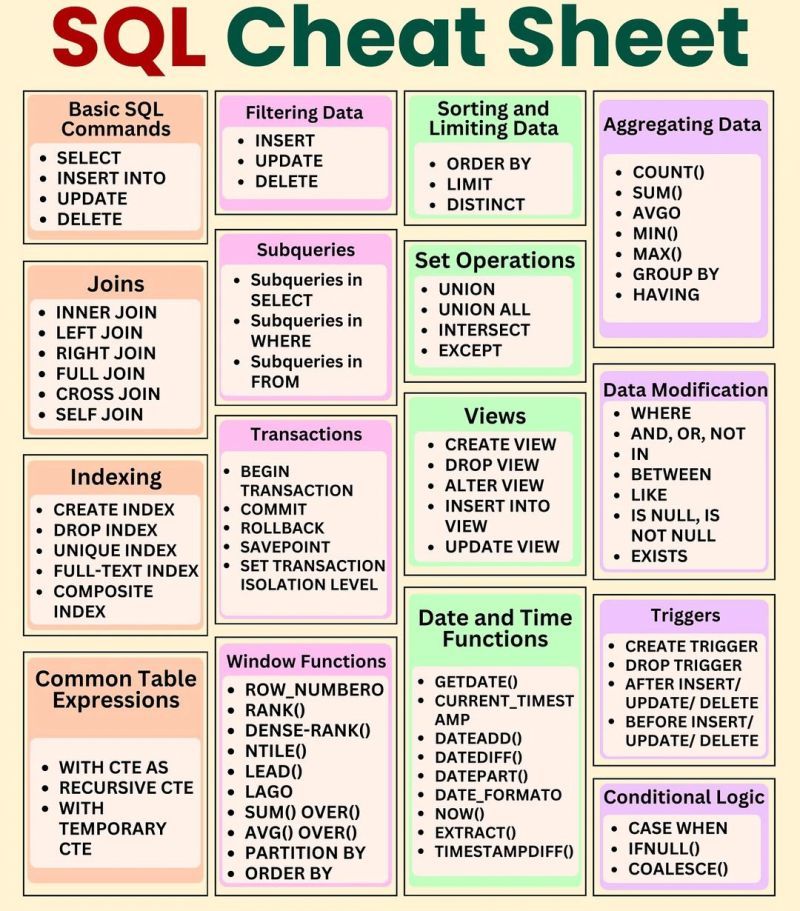 SQL Cheat Sheet
Basic SQL
Commands
• SELECT
• INSERT INTO
• UPDATE
• DELETE
Joins
• INNER JOIN
• LEFT JOIN
• RIGHT JOIN
• FULL JOIN
• CROSS JOIN
• SELF JOIN
Indexing
• CREATE INDEX
• DROP INDEX
• UNIQUE INDEX
• FULL-TEXT INDEX
• COMPOSITE
INDEX
Common Table
Expressions
• WITH CTE AS
• RECURSIVE CTE
• WITH
TEMPORARY
CTE
Filtering Data
• INSERT
• UPDATE
• DELETE
Subqueries
• Subqueries in
SELECT
• Subqueries in
WHERE
• Subqueries in
FROM
Transactions
• BEGIN
TRANSACTION
• COMMIT
• ROLLBACK
• SAVEPOINT
• SET TRANSACTION
ISOLATION LEVEL
Window Functions
• ROW_NUMBERO
• RANK()
• DENSE-RANK()
• NTILE()
• LEAD()
• LAGO
• SUM() OVER()
• AVG() OVER()
• PARTITION BY
• ORDER BY
Sorting and
Limiting Data
• ORDER BY
• LIMIT
• DISTINCT
Set Operations
• UNION
• UNION ALL
• INTERSECT
• EXCEPT
Views
• CREATE VIEW
• DROP VIEW
• ALTER VIEW
• INSERT INTO
VIEW
• UPDATE VIEW
Date and Time
Functions
• GETDATE()
• CURRENT_TIMEST
AMP
• DATEADD()
• DATEDIFF()
• DATEPART()
• DATE_FORMATO
• NOW()
• EXTRACT()
• TIMESTAMPDIFF()
Aggregating Data
• COUNT()
• SUM()
• AVGO
• MIN()
• MAX()
• GROUP BY
• HAVING
Data Modification
• WHERE
• AND, OR, NOT
• IN
• BETWEEN
• LIKE
• IS NULL, IS
NOT NULL
• EXISTS
Triggers
• CREATE TRIGGER
• DROP TRIGGER
• AFTER INSERT/
UPDATE/ DELETE
• BEFORE INSERT/
UPDATE/ DELETE
Conditional Logic
• CASE WHEN
• IFNULL()
• COALESCE()